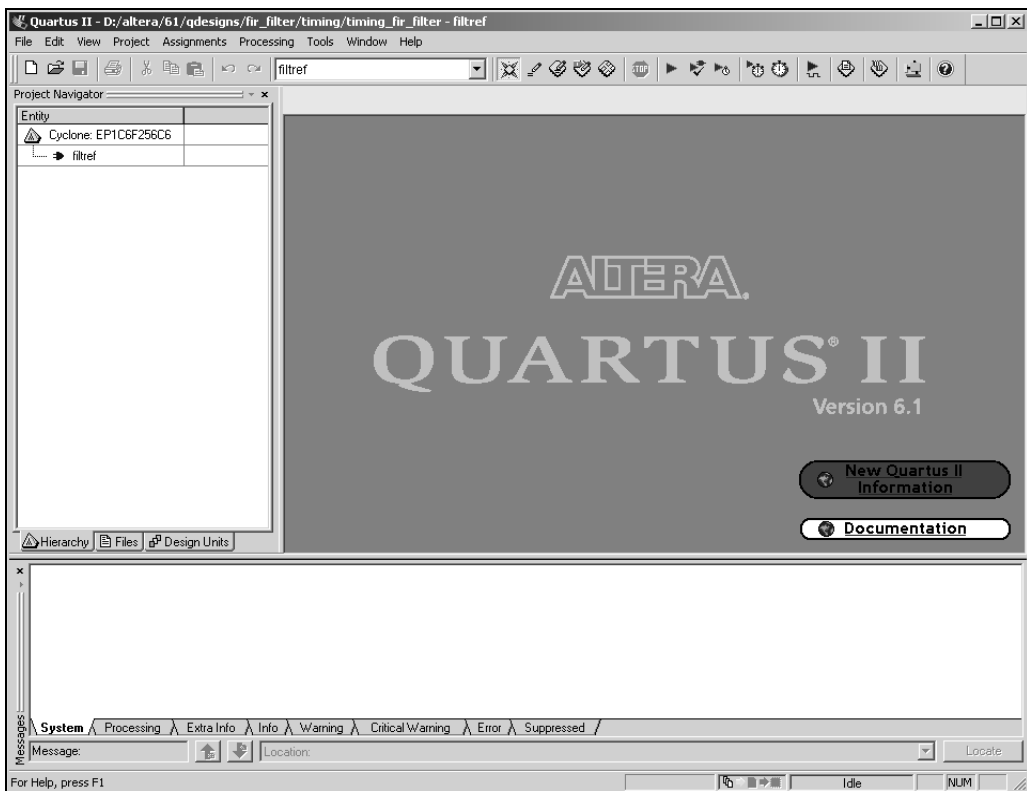 Quartus II - D:/altera/61/qdesigns/fir_filter/timing/timing_fir_filter - filtref
File Edit View Project Assignments Processing Tools Window Help
filtref
STOP
Project Navigator
Entity
Cyclone: EP1C6F256C6
filtref
ALTERA®
QUARTUS® II
Version 6.1
New Quartus II
Information
Documentation
Hierarchy Files Design Units
Messages
System Processing Extra Info Info Warning Critical Warning Error Suppressed
Message: Location: Locate
For Help, press F1 Idle NUM